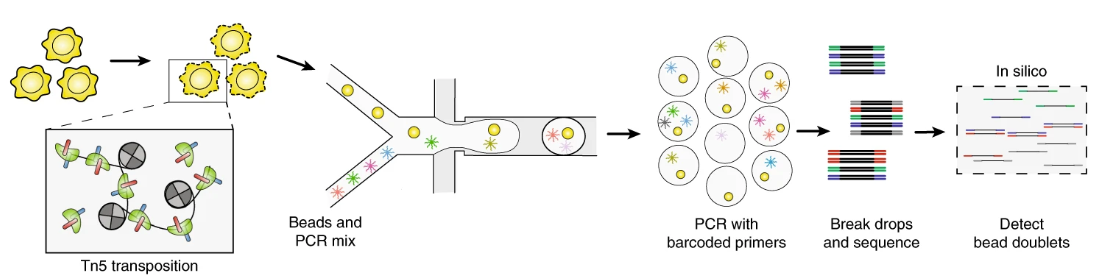 Tn5 transposition
Beads and
PCR mix
PCR with
barcoded primers
Break drops
and sequence
In silico
Detect
bead doublets